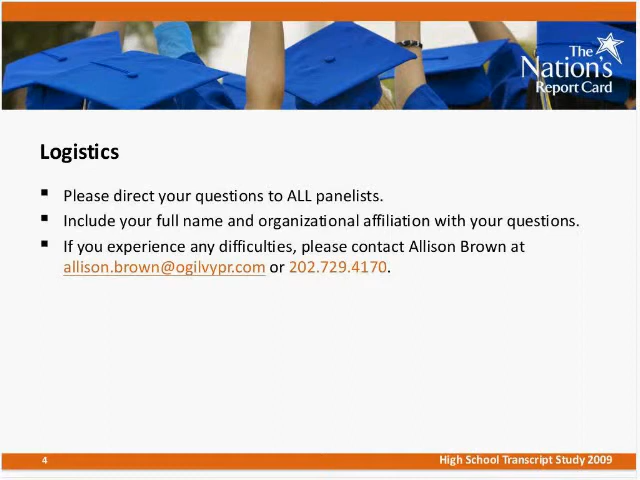 The
Nation's
Report Card
Logistics
▪ Please direct your questions to ALL panelists.
▪ Include your full name and organizational affiliation with your questions.
▪ If you experience any difficulties, please contact Allison Brown at
allison.brown@ogilvypr.com or 202.729.4170.
4
High School Transcript Study 2009